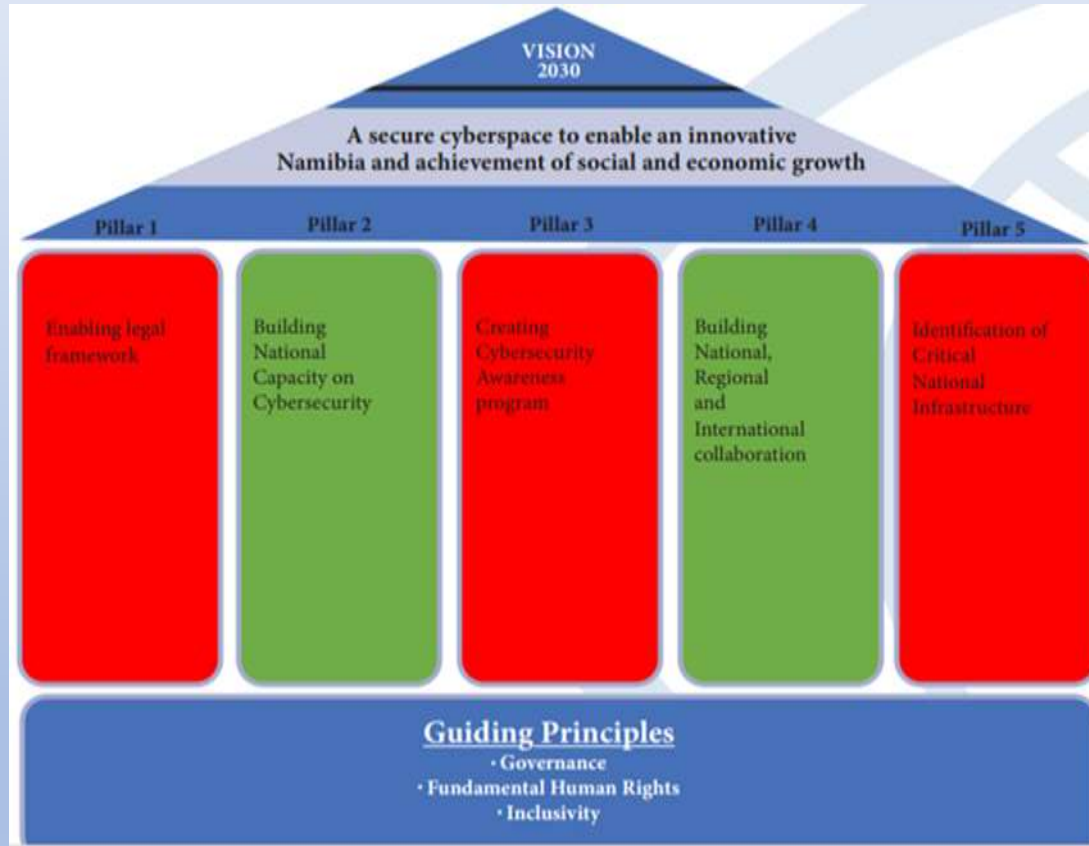 VISION
2030
A secure cyberspace to enable an innovative
Namibia and achievement of social and economic growth
Pillar 1
Pillar 2
Pillar 3
Pillar 4
Pillar 5
Enabling legal
framework
Building
National
Capacity on
Cybersecurity
Creating
Cybersecurity
Awareness
program
Building
National,
Regional
and
International
collaboration
Identification of
Critical
National
Infrastructure
Guiding Principles
· Governance
· Fundamental Human Rights
· Inclusivity